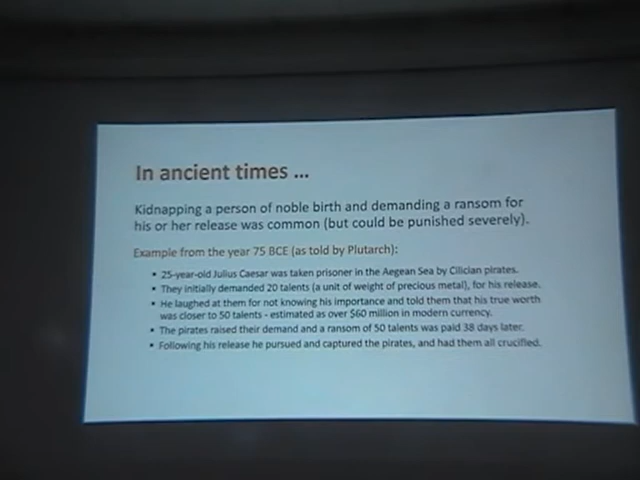 In ancient times ...
Kidnapping a person of noble birth and demanding a ransom for
his or her release was common (but could be punished severely).
Example from the year 75 BCE (as told by Plutarch):
• 25-year-old Julius Caesar was taken prisoner in the Aegean Sea by Cilician pirates.
• They initially demanded 20 talents (a unit of weight of precious metal), for his release.
• He laughed at them for not knowing his importance and told them that his true worth
was closer to 50 talents - estimated as over $60 million in modern currency.
• The pirates raised their demand and a ransom of 50 talents was paid 38 days later.
• Following his release he pursued and captured the pirates, and had them all crucified.